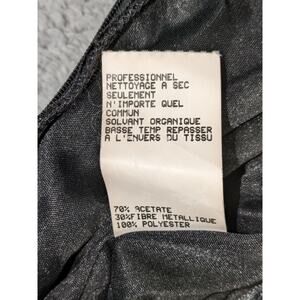 PROFESSIONNEL
NETTOYAGE A SEC
SEULEMENT
N'IMPORTE QUEL
COMMUN
SOLVANT ORGANIQUE
BASSE TEMP REPASSER
A L'ENVERS DU TISSU
70% ACETATE
30%FIBRE METALLIQUE
100% POLYESTER